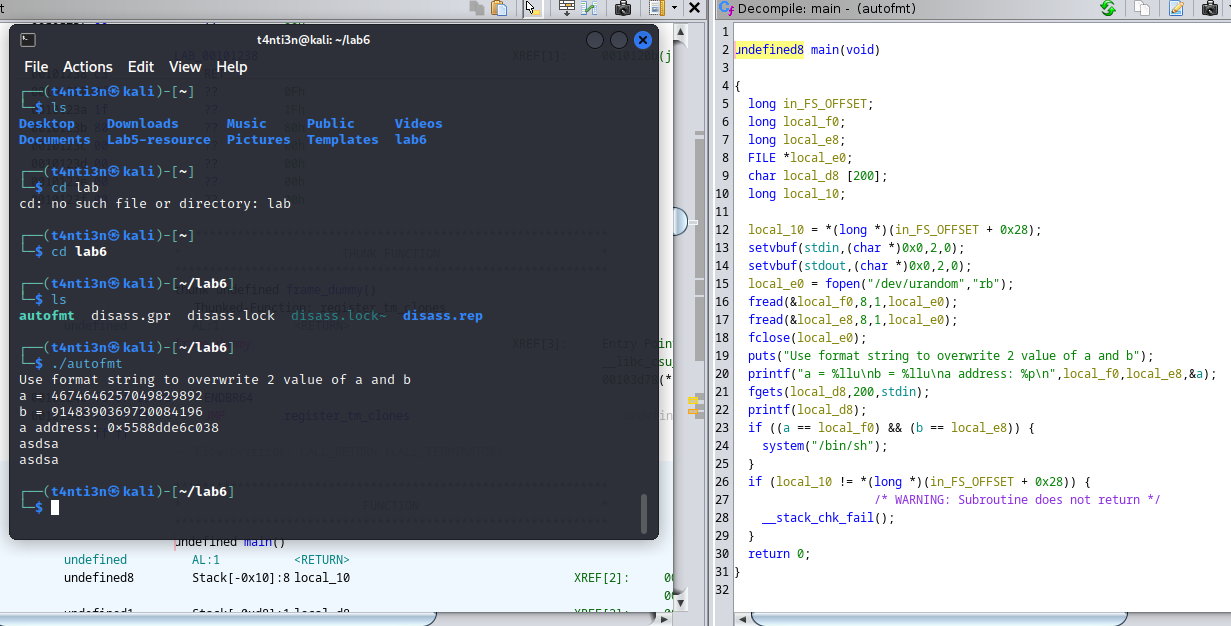 t4nti3n@kali: ~/lab6
File Actions Edit View Help
┌──(t4nti3n㉿kali)-[~]
└─$ ls
Desktop Downloads Music Public Videos
Documents Lab5-resource Pictures Templates lab6
┌──(t4nti3n㉿kali)-[~]
└─$ cd lab
cd: no such file or directory: lab
┌──(t4nti3n㉿kali)-[~]
└─$ cd lab6
┌──(t4nti3n㉿kali)-[~/lab6]
└─$ ls
autofmt disass.gpr disass.lock disass.lock~ disass.rep
┌──(t4nti3n㉿kali)-[~/lab6]
└─$ ./autofmt
Use format string to overwrite 2 value of a and b
a = 4674646257049829892
b = 9148390369720084196
a address: 0×5588dde6c038
asdsa
asdsa
┌──(t4nti3n㉿kali)-[~/lab6]
└─$
undefined main()
undefined AL:1 <RETURN>
undefined8 Stack[-0x10]:8 local_10 XREF[2]:
Decompile: main - (autofmt)
1
2 undefined8 main(void)
3
4 {
5 long in_FS_OFFSET;
6 long local_f0;
7 long local_e8;
8 FILE *local_e0;
9 char local_d8 [200];
10 long local_10;
11
12 local_10 = *(long *)(in_FS_OFFSET + 0x28);
13 setvbuf(stdin,(char *)0x0,2,0);
14 setvbuf(stdout,(char *)0x0,2,0);
15 local_e0 = fopen("/dev/urandom","rb");
16 fread(&local_f0,8,1,local_e0);
17 fread(&local_e8,8,1,local_e0);
18 fclose(local_e0);
19 puts("Use format string to overwrite 2 value of a and b");
20 printf("a = %llu\nb = %llu\na address: %p\n",local_f0,local_e8,&a);
21 fgets(local_d8,200,stdin);
22 printf(local_d8);
23 if ((a == local_f0) && (b == local_e8)) {
24 system("/bin/sh");
25 }
26 if (local_10 != *(long *)(in_FS_OFFSET + 0x28)) {
27 /* WARNING: Subroutine does not return */
28 __stack_chk_fail();
29 }
30 return 0;
31 }
32